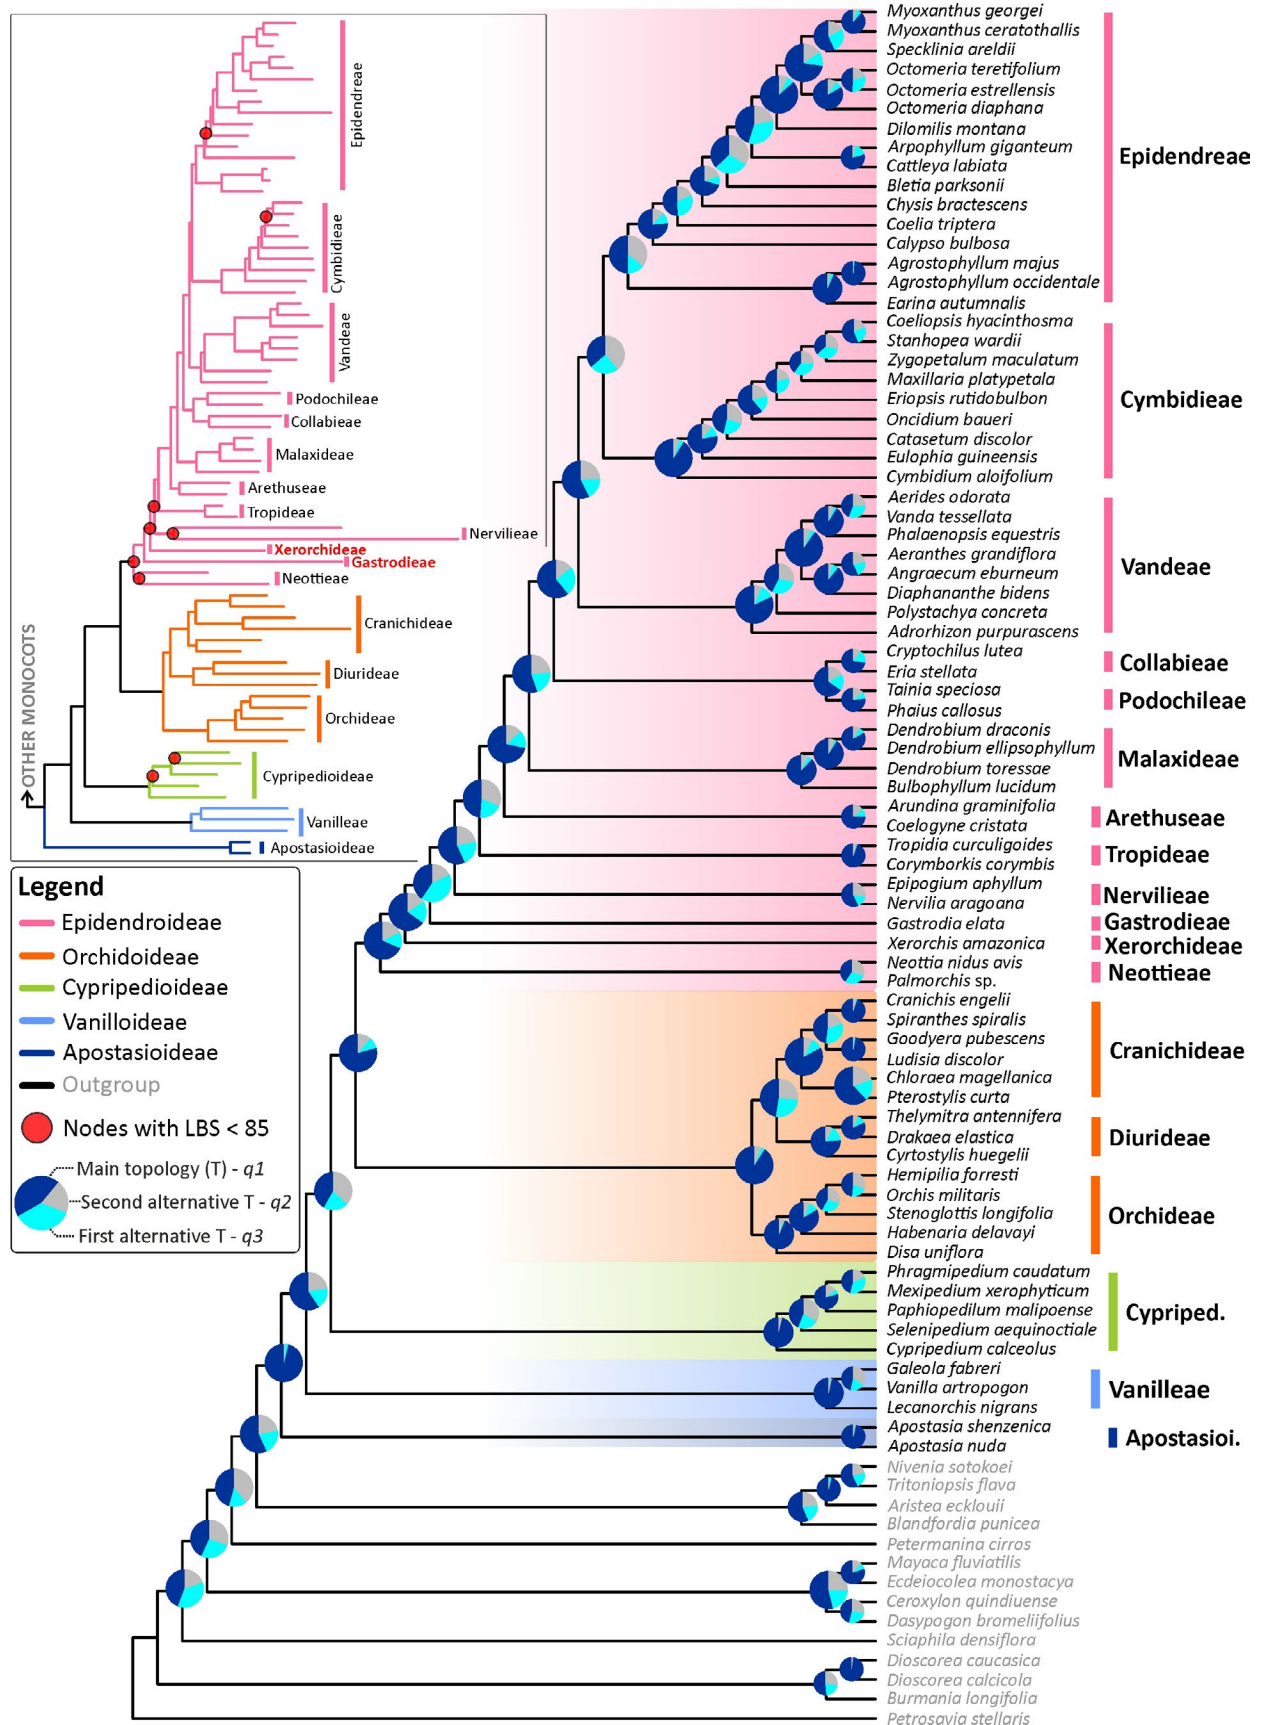 Epidendreae
Cymbidieae
Vandeae
Podochileae
Collabieae
Malaxideae
Arethuseae
Tropideae
Nervilieae
Xerorchideae
Gastrodieae
Neottieae
Cranichideae
Diurideae
Orchideae
Cypripedioideae
Vanilleae
Apostasioideae
OTHER MONOCOTS
Legend
Epidendroideae
Orchidoideae
Cypripedioideae
Vanilloideae
Apostasioideae
Outgroup
Nodes with LBS < 85
Main topology (T) - q1
Second alternative T - q2
First alternative T - q3
Myoxanthus georgei
Myoxanthus ceratothallis
Specklinia areldii
Octomeria teretifolium
Octomeria estrellensis
Octomeria diaphana
Dilomilis montana
Arpophyllum giganteum
Cattleya labiata
Bletia parksonii
Chysis bractescens
Coelia triptera
Calypso bulbosa
Agrostophyllum majus
Agrostophyllum occidentale
Earina autumnalis
Coeliopsis hyacinthosma
Stanhopea wardii
Zygopetalum maculatum
Maxillaria platypetala
Eriopsis rutidobulbon
Oncidium baueri
Catasetum discolor
Eulophia guineensis
Cymbidium aloifolium
Aerides odorata
Vanda tessellata
Phalaenopsis equestris
Aeranthes grandiflora
Angraecum eburneum
Diaphananthe bidens
Polystachya concreta
Adrorhizon purpurascens
Cryptochilus lutea
Eria stellata
Tainia speciosa
Phaius callosus
Dendrobium draconis
Dendrobium ellipsophyllum
Dendrobium toressae
Bulbophyllum lucidum
Arundina graminifolia
Coelogyne cristata
Tropidia curculigoides
Corymborkis corymbis
Epipogium aphyllum
Nervilia aragoana
Gastrodia elata
Xerorchis amazonica
Neottia nidus avis
Palmorchis sp.
Cranichis engelii
Spiranthes spiralis
Goodyera pubescens
Ludisia discolor
Chloraea magellanica
Pterostylis curta
Thelymitra antennifera
Drakaea elastica
Cyrtostylis huegelii
Hemipilia forresti
Orchis militaris
Stenoglottis longifolia
Habenaria delavayi
Disa uniflora
Phragmipedium caudatum
Mexipedium xerophyticum
Paphiopedilum malipoense
Selenipedium aequinoctiale
Cypripedium calceolus
Galeola fabreri
Vanilla artropogon
Lecanorchis nigrans
Apostasia shenzenica
Apostasia nuda
Nivenia sotokoei
Tritoniopsis flava
Aristea ecklouii
Blandfordia punicea
Petermanina cirros
Mayaca fluviatilis
Ecdeiocolea monostacya
Ceroxylon quindiuense
Dasypogon bromeliifolius
Sciaphila densiflora
Dioscorea caucasica
Dioscorea calcicola
Burmania longifolia
Petrosavia stellaris
Epidendreae
Cymbidieae
Vandeae
Collabieae
Podochileae
Malaxideae
Arethuseae
Tropideae
Nervilieae
Gastrodieae
Xerorchideae
Neottieae
Cranichideae
Diurideae
Orchideae
Cypriped.
Vanilleae
Apostasioi.